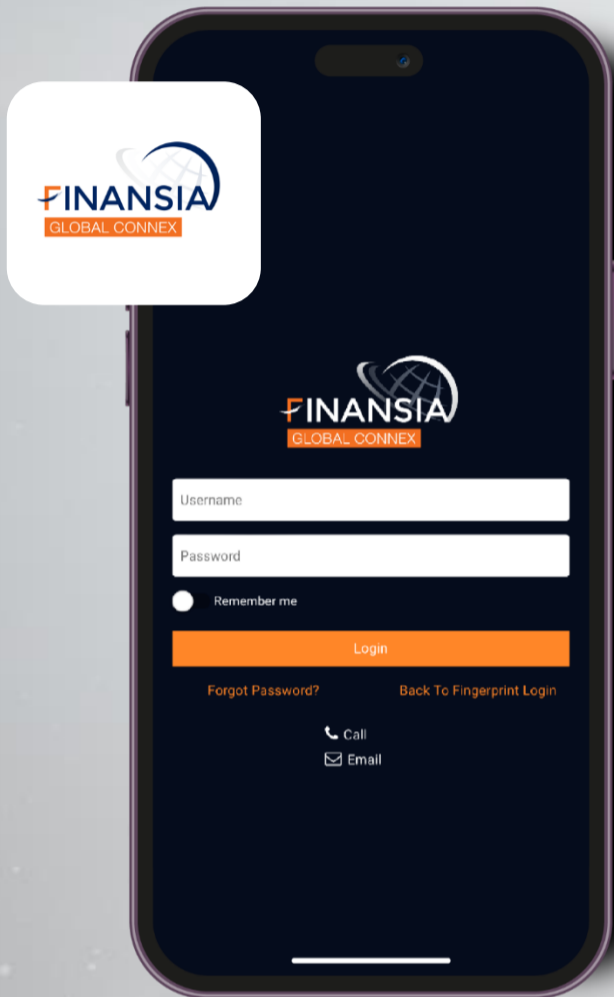 FINANSIA
GLOBAL CONNEX
FINANSIA
GLOBAL CONNEX
Username
Password
Remember me
Login
Forgot Password? Back To Fingerprint Login
Call
Email